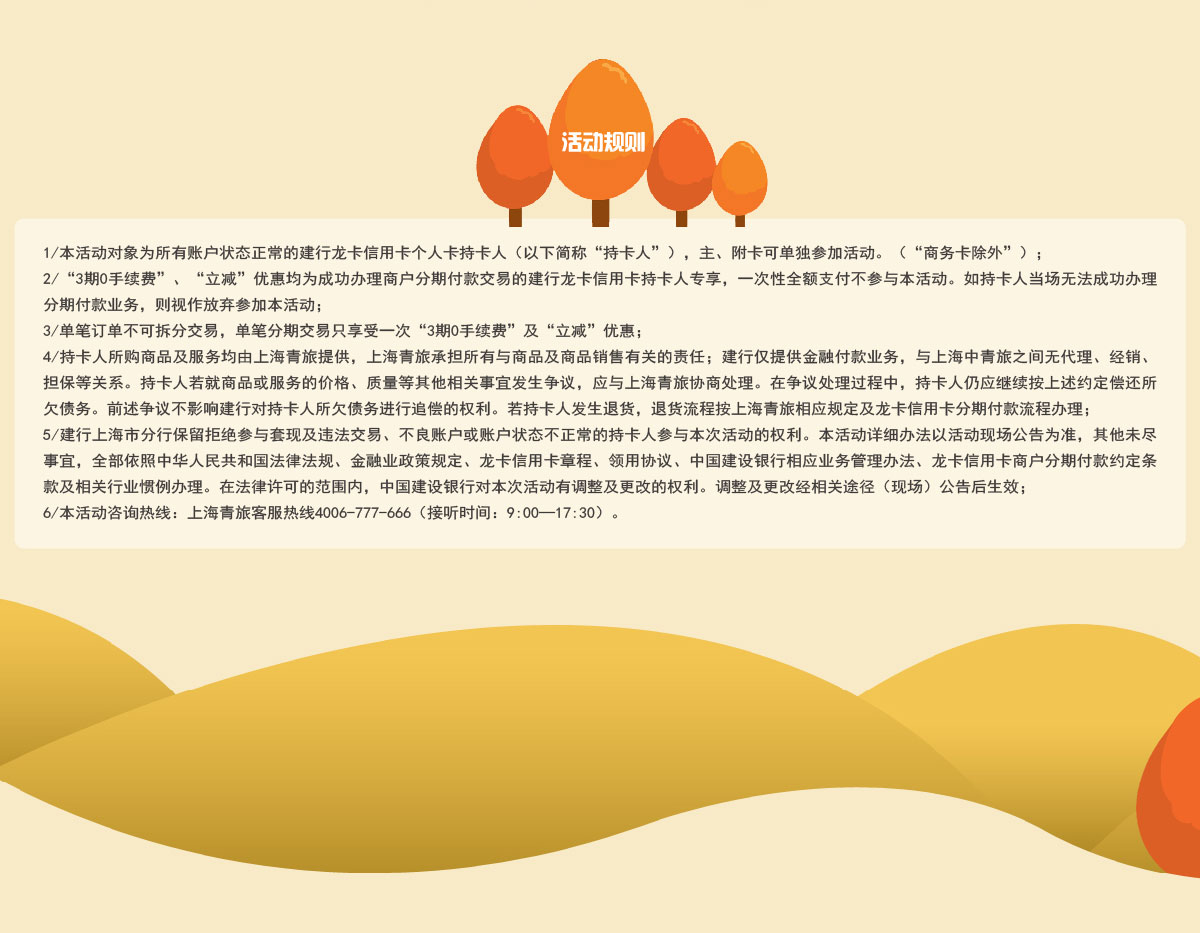 活动规则
1/本活动对象为所有账户状态正常的建行龙卡信用卡个人卡持卡人（以下简称“持卡人”），主、附卡可单独参加活动。（“商务卡除外”）；
2/“3期0手续费”、“立减”优惠均为成功办理商户分期付款交易的建行龙卡信用卡持卡人专享，一次性全额支付不参与本活动。如持卡人当场无法成功办理
分期付款业务，则视作放弃参加本活动；
3/单笔订单不可拆分交易，单笔分期交易只享受一次“3期0手续费”及“立减”优惠；
4/持卡人所购商品及服务均由上海青旅提供，上海青旅承担所有与商品及商品销售有关的责任；建行仅提供金融付款业务，与上海中青旅之间无代理、经销、
担保等关系。持卡人若就商品或服务的价格、质量等其他相关事宜发生争议，应与上海青旅协商处理。在争议处理过程中，持卡人仍应继续按上述约定偿还所
欠债务。前述争议不影响建行对持卡人所欠债务进行追偿的权利。若持卡人发生退货，退货流程按上海青旅相应规定及龙卡信用卡分期付款流程办理；
5/建行上海市分行保留拒绝参与套现及违法交易、不良账户或账户状态不正常的持卡人参与本次活动的权利。本活动详细办法以活动现场公告为准，其他未尽
事宜，全部依照中华人民共和国法律法规、金融业政策规定、龙卡信用卡章程、领用协议、中国建设银行相应业务管理办法、龙卡信用卡商户分期付款约定条
款及相关行业惯例办理。在法律许可的范围内，中国建设银行对本次活动有调整及更改的权利。调整及更改经相关途径（现场）公告后生效；
6/本活动咨询热线：上海青旅客服热线4006-777-666（接听时间：9:00—17:30）。